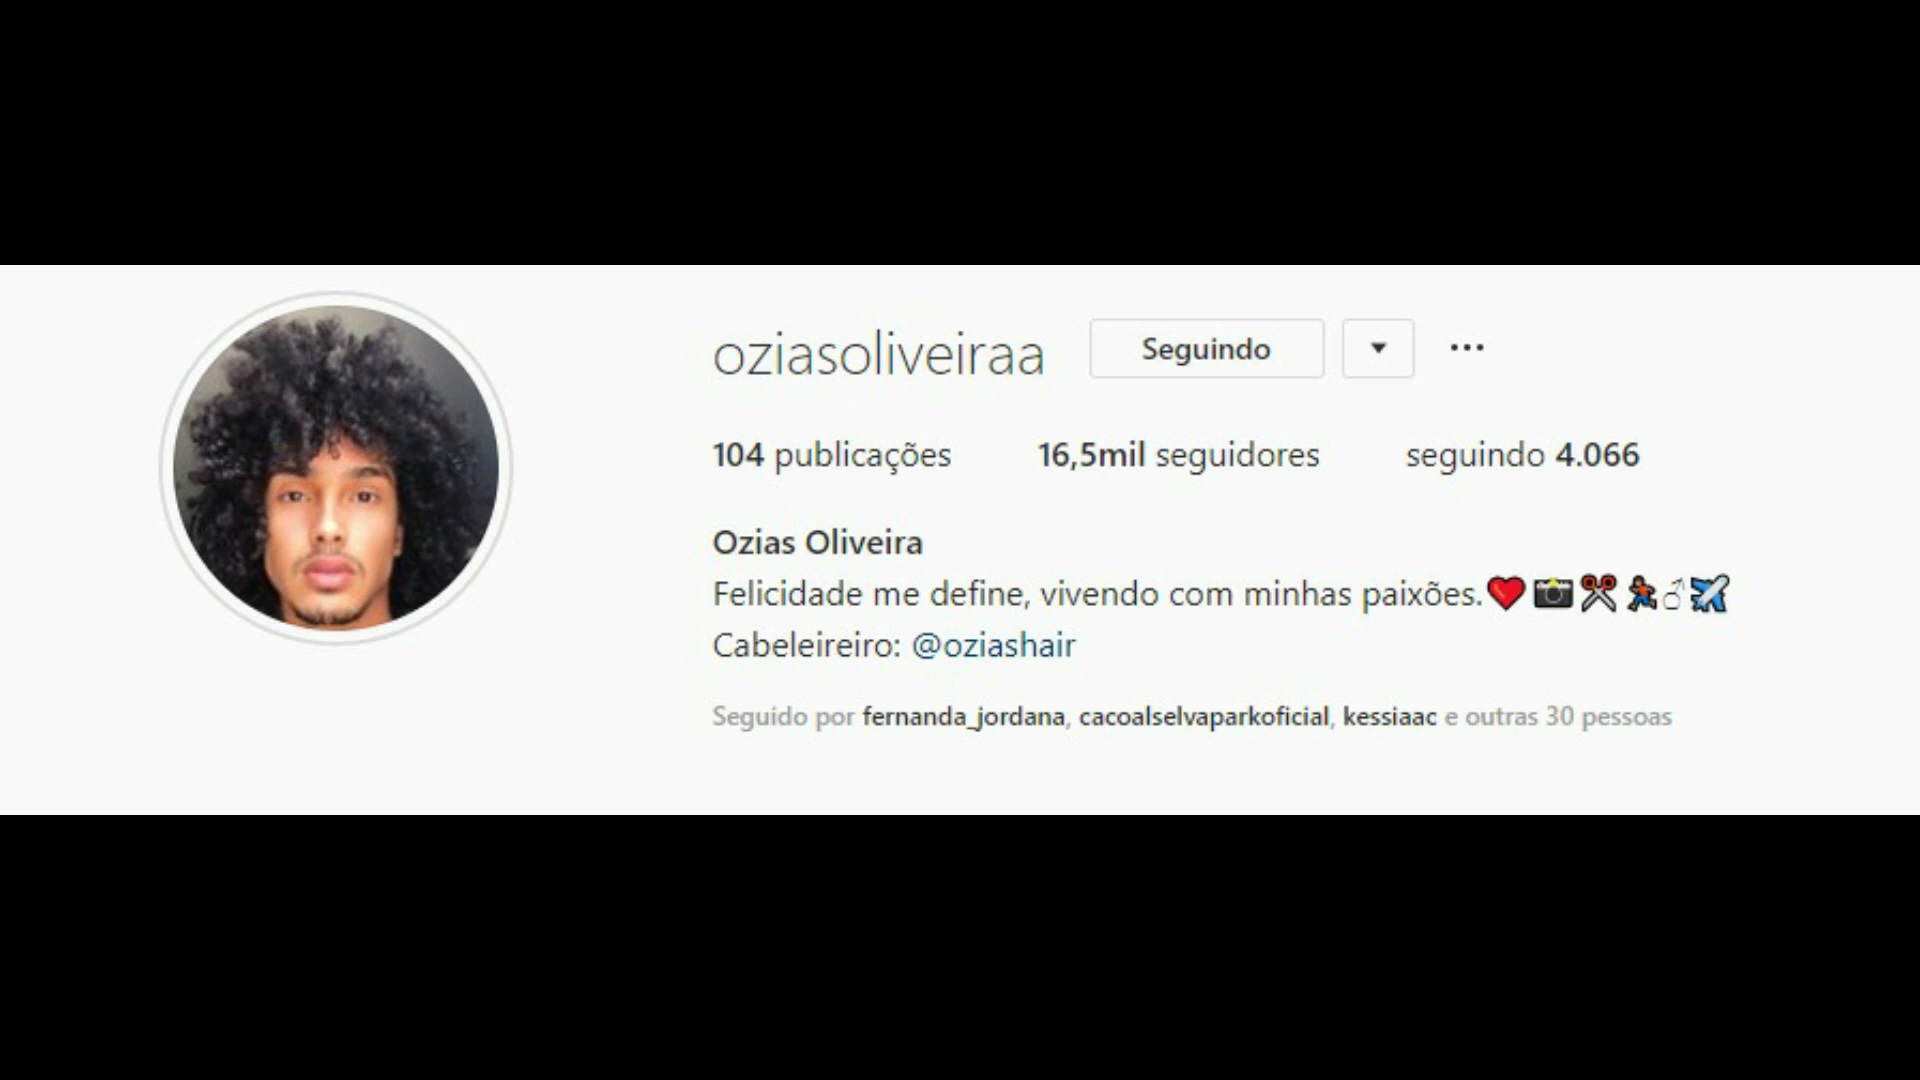 oziasoliveiraa Seguindo ▼ •••
104 publicações 16,5mil seguidores seguindo 4.066
Ozias Oliveira
Felicidade me define, vivendo com minhas paixões.❤️📷✂️🏃🏾♂✈️
Cabeleireiro: @oziashair
Seguido por fernanda_jordana, cacoalselvaparkoficial, kessiaac e outras 30 pessoas